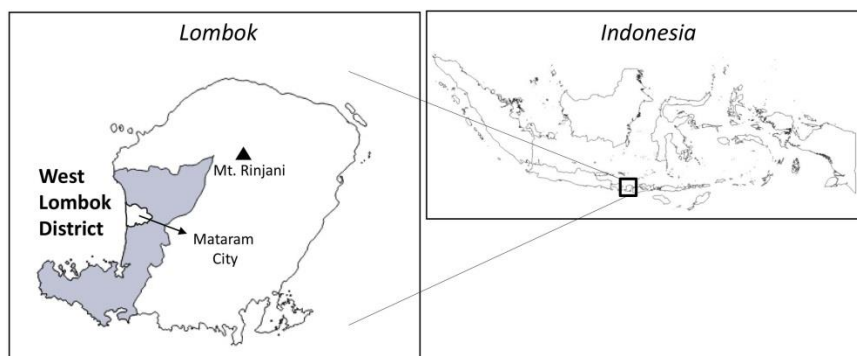 Lombok
Mt. Rinjani
West
Lombok
District
Mataram
City
Indonesia